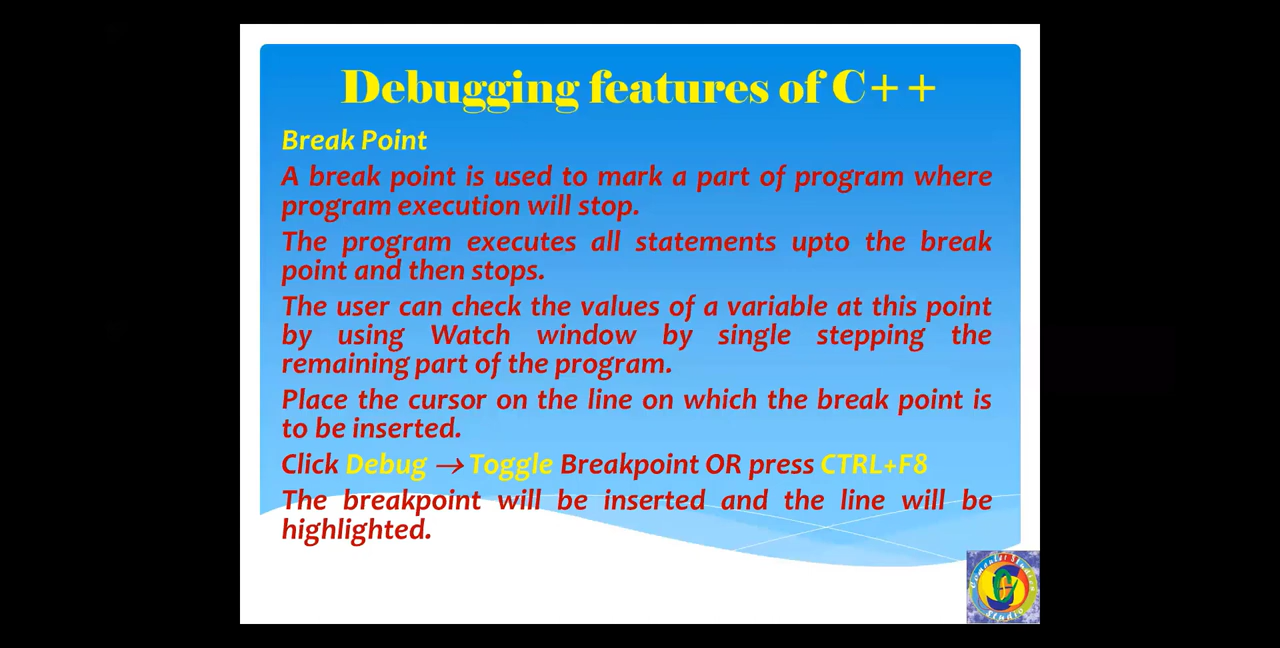 Debugging features of C++
Break Point
A break point is used to mark a part of program where
program execution will stop.
The program executes all statements upto the break
point and then stops.
The user can check the values of a variable at this point
by using Watch window by single stepping the
remaining part of the program.
Place the cursor on the line on which the break point is
to be inserted.
Click Debug → Toggle Breakpoint OR press CTRL+F8
The breakpoint will be inserted and the line will be
highlighted.
Studio